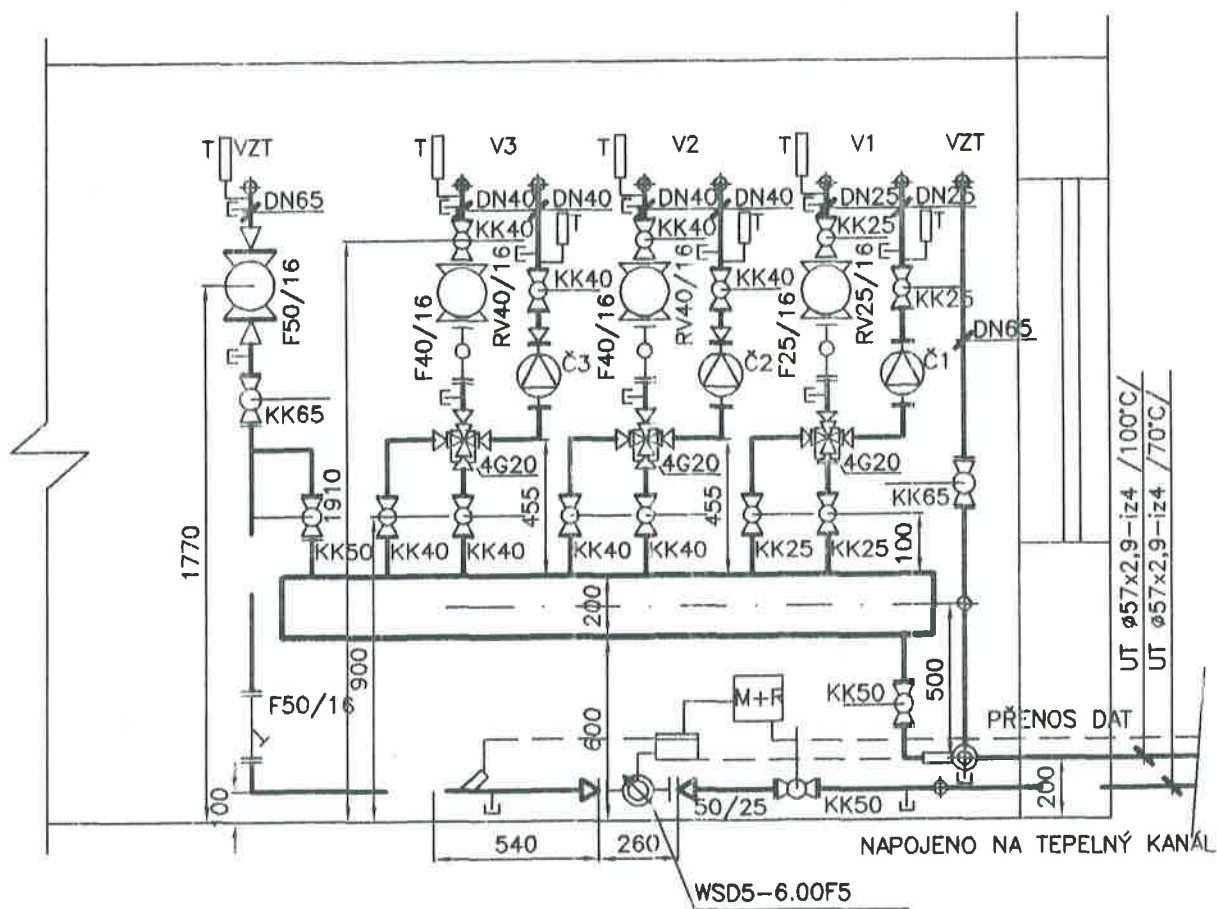 T VZT
T V3
T V2
T V1 VZT
DN65
DN40 DN40
DN40 DN40
DN25 DN25
KK40
T
KK40
T
KK25
T
F50/16
F40/16
RV40/16
KK40
F40/16
RV40/16
KK40
F25/16
RV25/16
KK25
DN65
Č3
Č2
Č1
KK65
4G20
4G20
4G20
KK65
1770
1910
455
455
100
KK50 KK40 KK40 KK40 KK40 KK25 KK25
200
900
600
500
F50/16
KK50
M+R
PŘENOS DAT
UT ø57x2,9-iz4 /100°C/
UT ø57x2,9-iz4 /70°C/
50/25
KK50
200
540
260
NAPOJENO NA TEPELNÝ KANÁL
WSD5-6.00F5